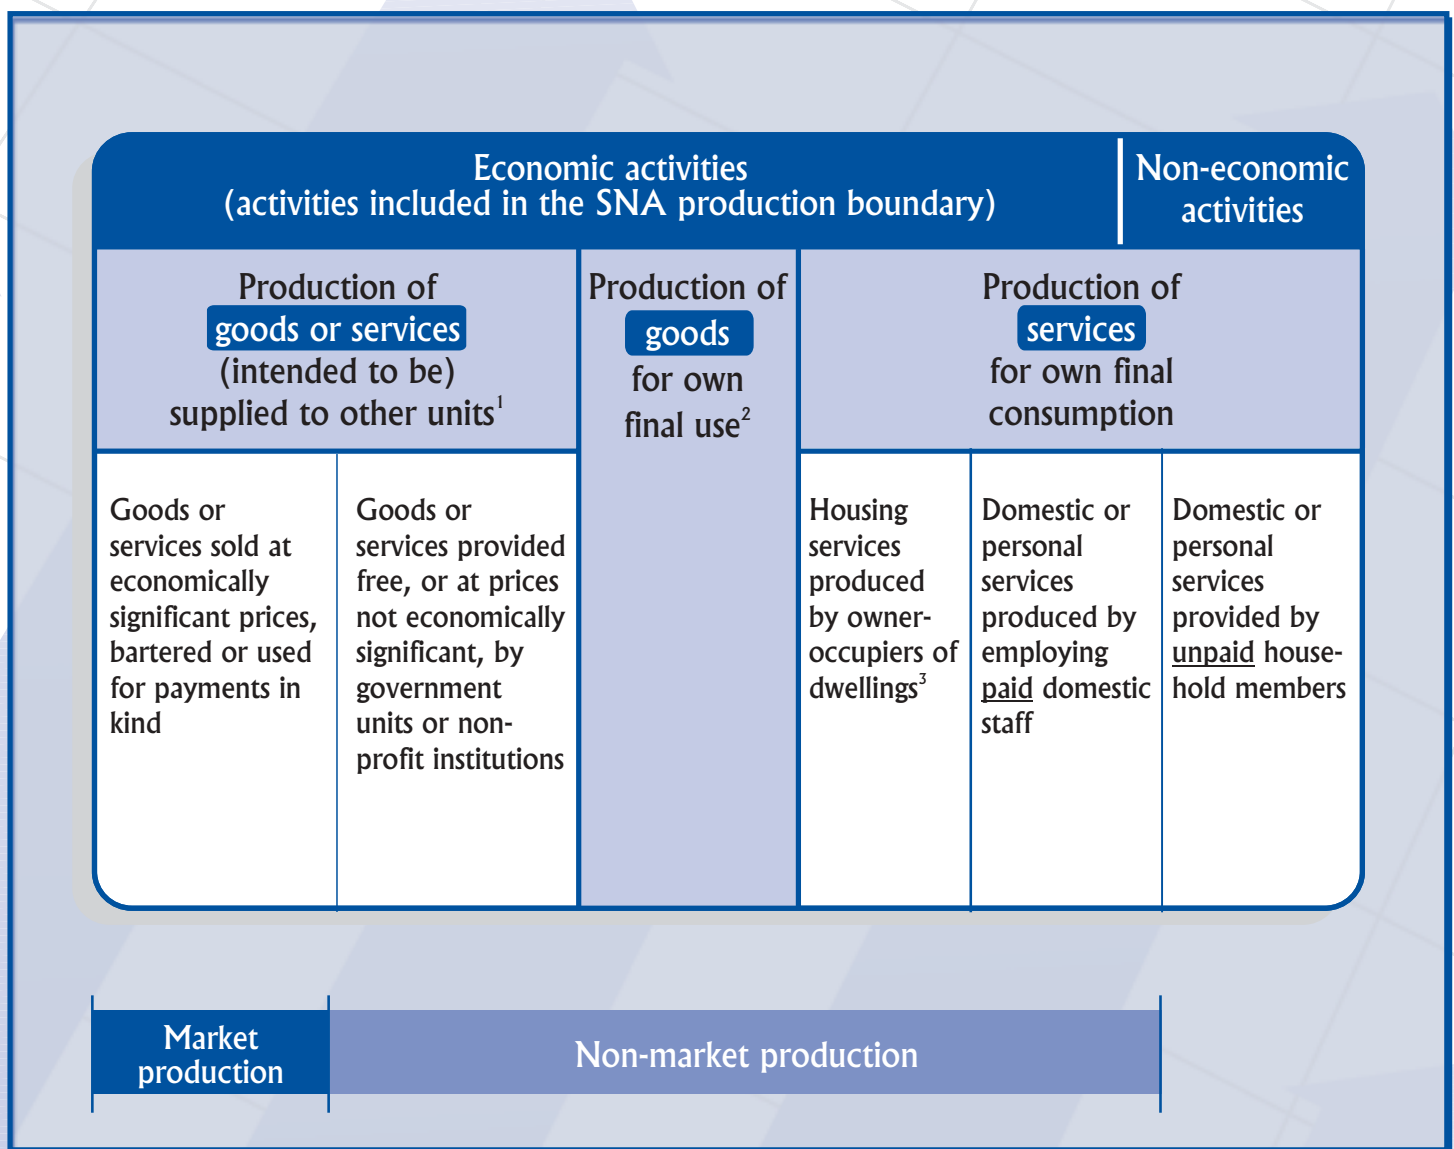 Economic activities
(activities included in the SNA production boundary)
Non-economic
activities
Production of
goods or services
(intended to be)
supplied to other units¹
Production of
goods
for own
final use²
Production of
services
for own final
consumption
Goods or
services sold at
economically
significant prices,
bartered or used
for payments in
kind
Goods or
services provided
free, or at prices
not economically
significant, by
government
units or non-
profit institutions
Housing
services
produced
by owner-
occupiers of
dwellings³
Domestic or
personal
services
produced by
employing
paid domestic
staff
Domestic or
personal
services
provided by
unpaid house-
hold members
Market
production
Non-market production